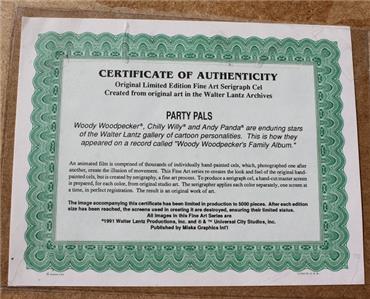 CERTIFICATE OF AUTHENTICITY
Original Limited Edition Fine Art Serigraph Cel
Created from original art in the Walter Lantz Archives
PARTY PALS
Woody Woodpecker®, Chilly Willy® and Andy Panda® are enduring stars
of the Walter Lantz gallery of cartoon personalities. This is how they
appeared on a record called "Woody Woodpecker's Family Album."
An animated film is comprised of thousands of individually hand-painted cels, which, photographed one after
another, create the illusion of movement. This Fine Art series re-creates the look and feel of the original hand-
painted cels, but is created by serigraphy, a fine art process. To produce a serigraph cel, a hand-cut master screen
is prepared, for each color, from original studio art. The serigrapher applies each color separately, one screen at
a time, in perfect registration. The result is an original work of art.
The image accompanying this certificate has been limited in production to 5000 pieces. After each edition
size has been reached, the screens used in creating it are destroyed, ensuring their limited status.
All images in this Fine Art Series are
©1991 Walter Lantz Productions, Inc. and ® & ™ Universal City Studios, Inc.
Published by Miska Graphics Int'l